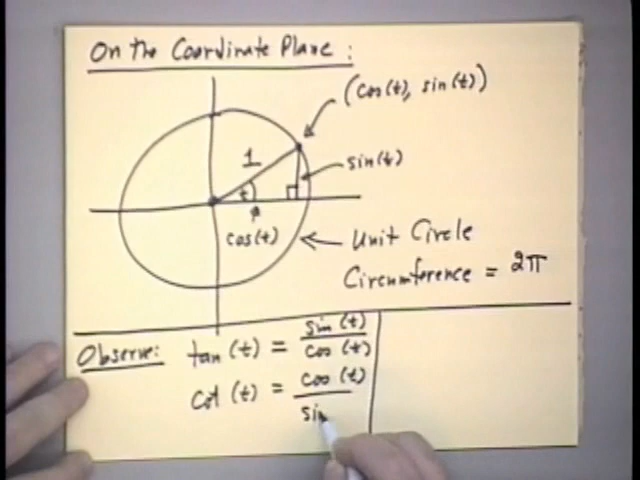 On the Coordinate Plane:
(cos(t), sin(t))
1
sin(t)
t
cos(t)
Unit Circle
Circumference = 2π
Observe: tan(t) = sin(t)/cos(t)
cot(t) = cos(t)/sin